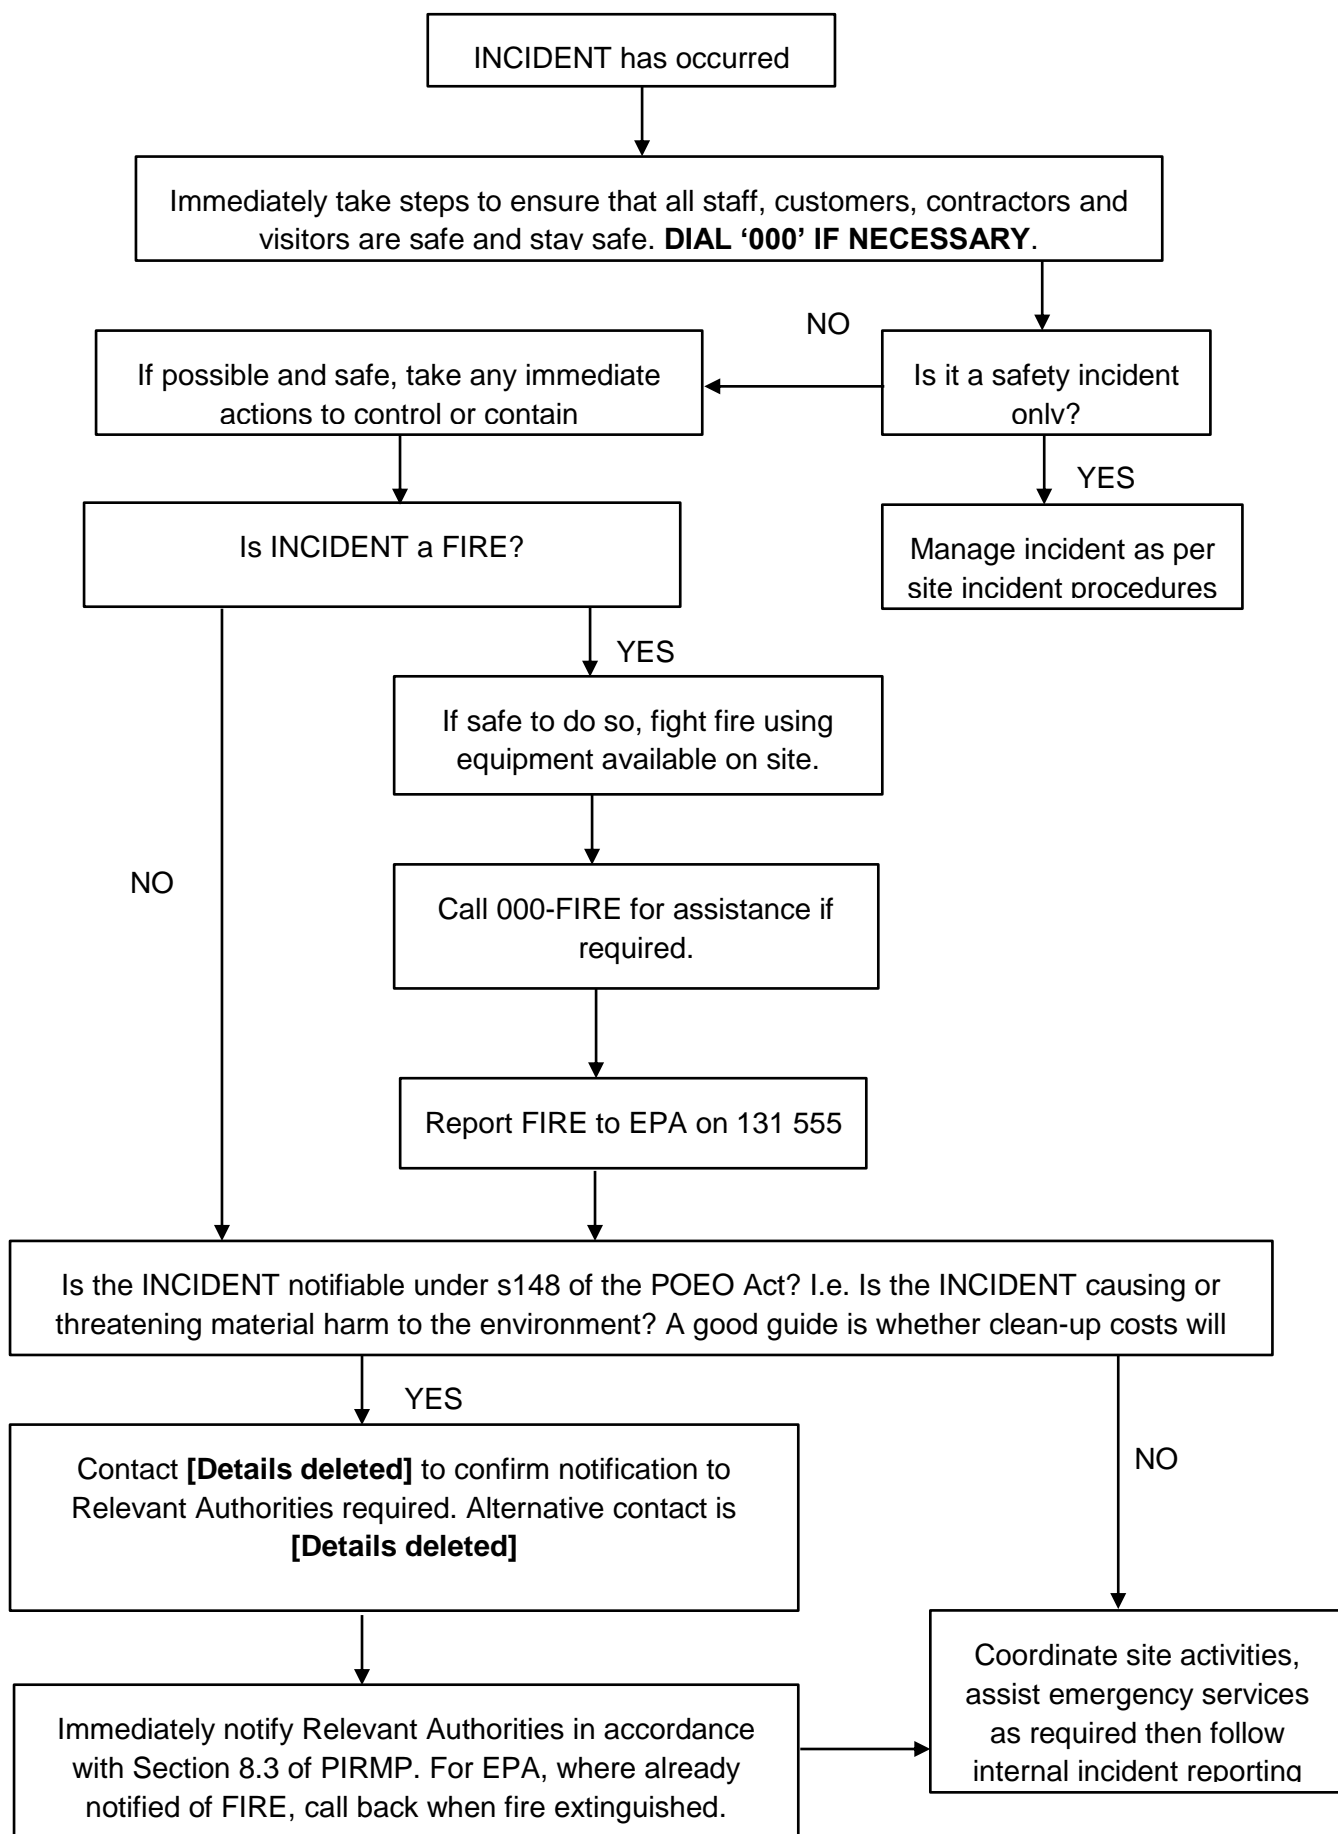 INCIDENT has occurred
Immediately take steps to ensure that all staff, customers, contractors and
visitors are safe and stay safe. DIAL ‘000’ IF NECESSARY.
NO
If possible and safe, take any immediate
actions to control or contain
Is it a safety incident
only?
YES
Is INCIDENT a FIRE?
Manage incident as per
site incident procedures
YES
If safe to do so, fight fire using
equipment available on site.
NO
Call 000-FIRE for assistance if
required.
Report FIRE to EPA on 131 555
Is the INCIDENT notifiable under s148 of the POEO Act? I.e. Is the INCIDENT causing or
threatening material harm to the environment? A good guide is whether clean-up costs will
YES
NO
Contact [Details deleted] to confirm notification to
Relevant Authorities required. Alternative contact is
[Details deleted]
Coordinate site activities,
assist emergency services
as required then follow
internal incident reporting
Immediately notify Relevant Authorities in accordance
with Section 8.3 of PIRMP. For EPA, where already
notified of FIRE, call back when fire extinguished.